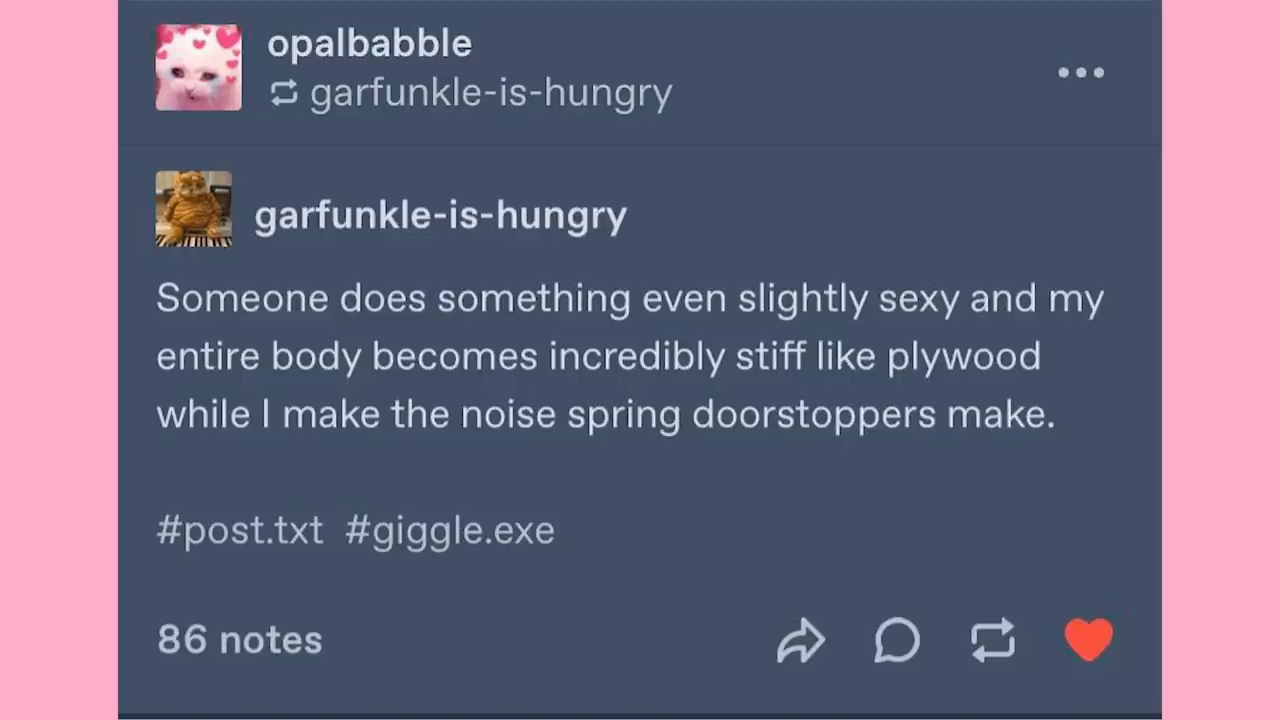 opalbabble
garfunkle-is-hungry
garfunkle-is-hungry
Someone does something even slightly sexy and my
entire body becomes incredibly stiff like plywood
while I make the noise spring doorstoppers make.
#post.txt #giggle.exe
86 notes